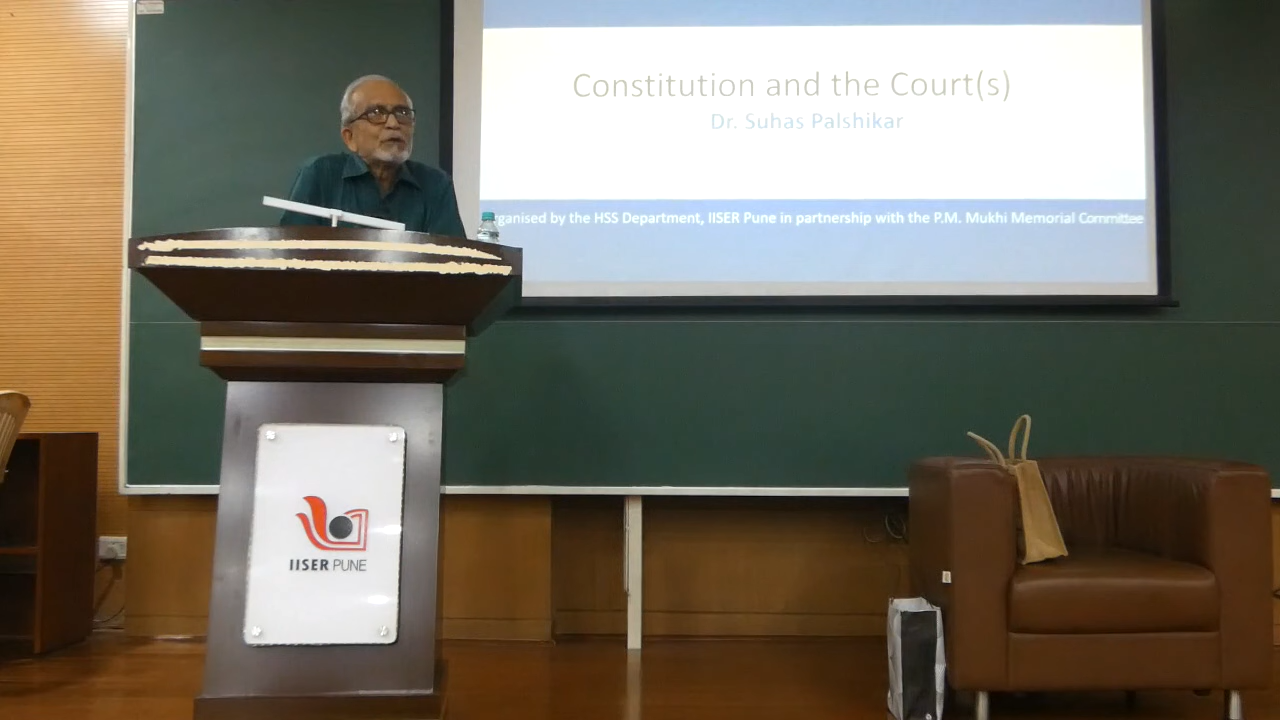 Constitution and the Court(s)
Dr. Suhas Palshikar
rganised by the HSS Department, IISER Pune in partnership with the P.M. Mukhi Memorial Committee
IISER PUNE